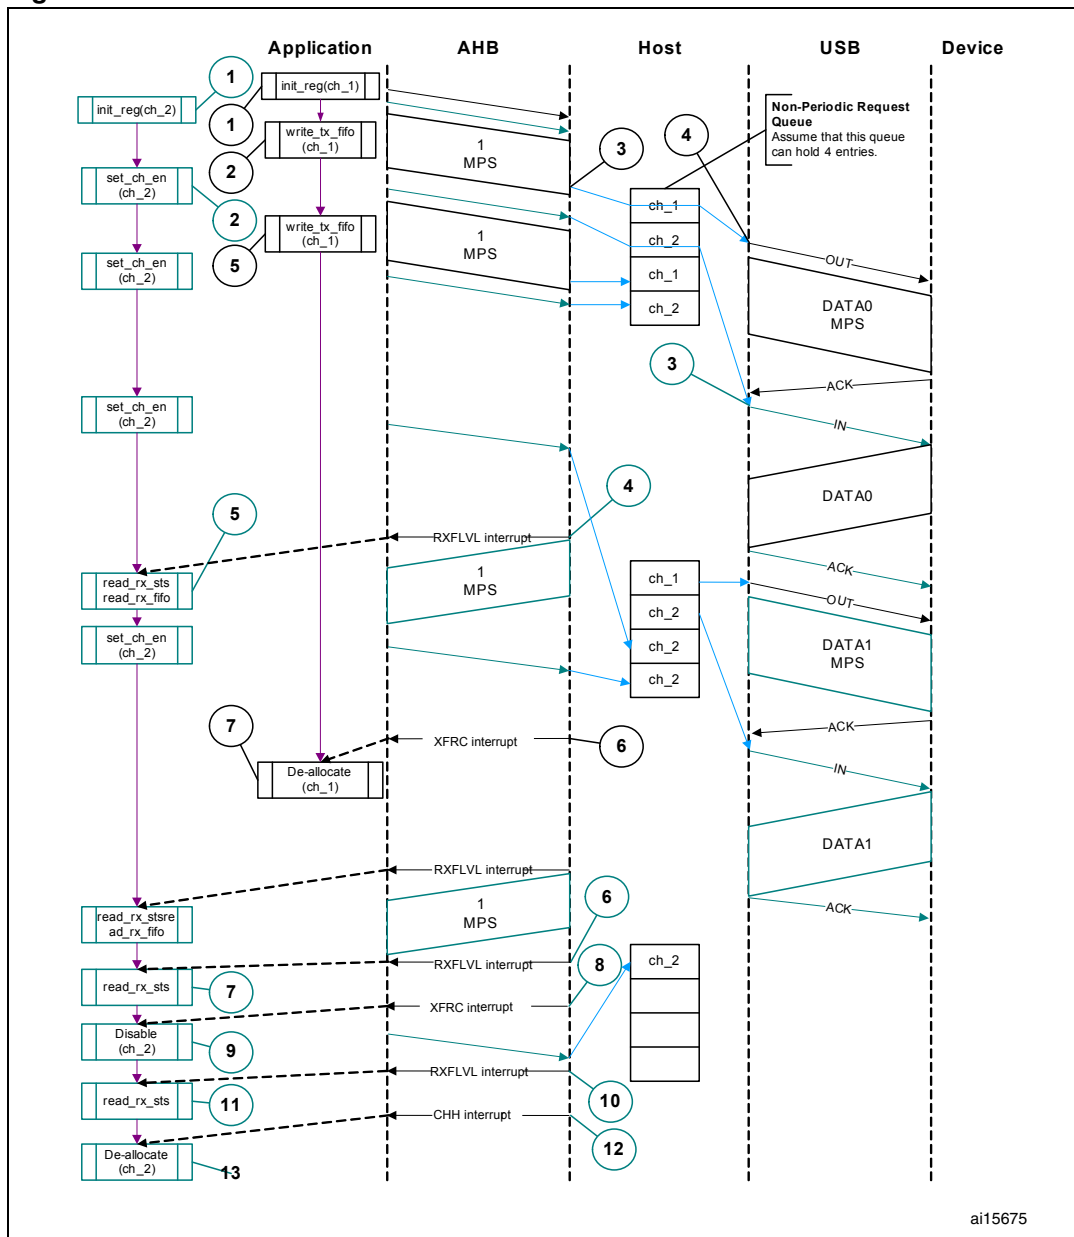 Application
AHB
Host
USB
Device
1
init_reg(ch_1)
init_reg(ch_2)
1
Non-Periodic Request
Queue
Assume that this queue
can hold 4 entries.
write_tx_fifo
(ch_1)
2
1
MPS
3
4
set_ch_en
(ch_2)
2
ch_1
ch_2
ch_1
ch_2
write_tx_fifo
(ch_1)
5
1
MPS
set_ch_en
(ch_2)
OUT
DATA0
MPS
3
ACK
set_ch_en
(ch_2)
IN
DATA0
4
5
RXFLVL interrupt
read_rx_sts
read_rx_fifo
1
MPS
ch_1
ch_2
ch_2
ch_2
ACK
OUT
set_ch_en
(ch_2)
DATA1
MPS
7
XFRC interrupt
6
ACK
De-allocate
(ch_1)
IN
DATA1
RXFLVL interrupt
read_rx_stsre
ad_rx_fifo
1
MPS
6
ACK
RXFLVL interrupt
8
ch_2
read_rx_sts
7
XFRC interrupt
Disable
(ch_2)
9
RXFLVL interrupt
read_rx_sts
11
10
CHH interrupt
12
De-allocate
(ch_2)
13
ai15675